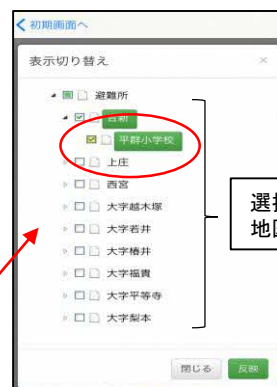 初期画面へ
表示切り替え
×
避難所
吉新
平群小学校
上庄
西宮
大字越木塚
大字若井
大字椿井
大字福貴
大字平等寺
大字梨本
選択
地図
閉じる
反映